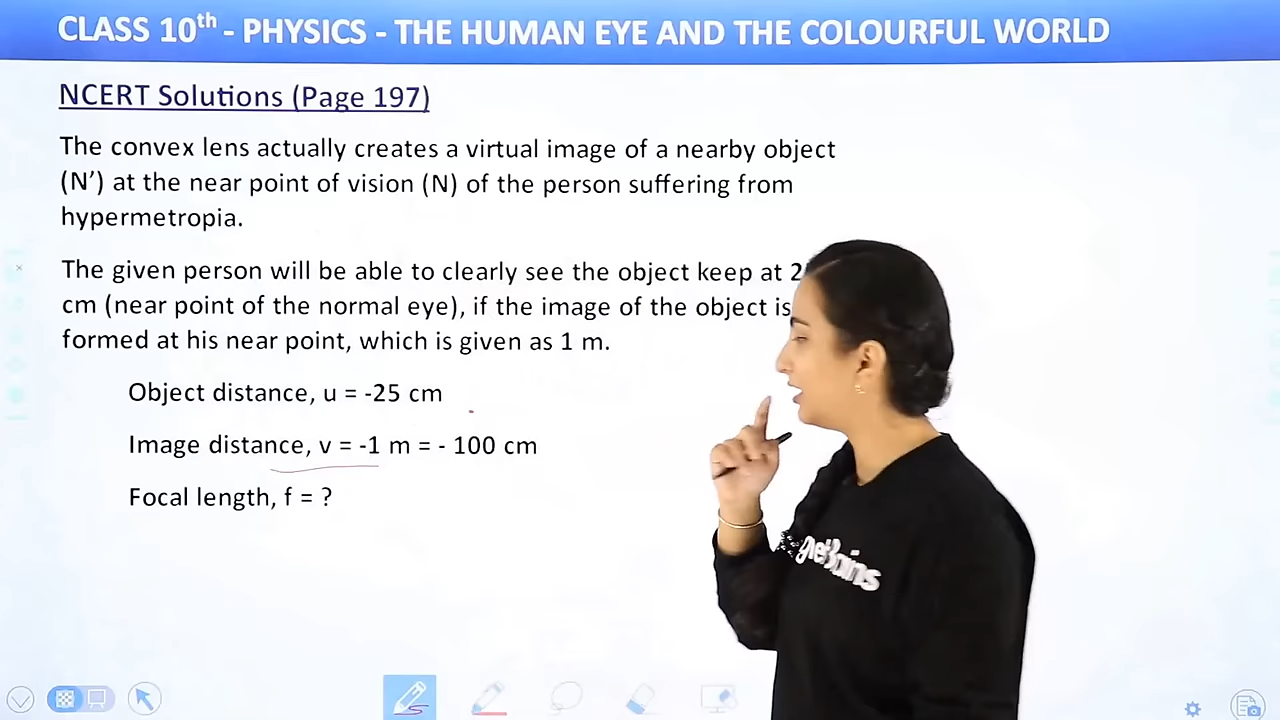 CLASS 10th - PHYSICS - THE HUMAN EYE AND THE COLOURFUL WORLD
NCERT Solutions (Page 197)
The convex lens actually creates a virtual image of a nearby object
(N’) at the near point of vision (N) of the person suffering from
hypermetropia.
The given person will be able to clearly see the object keep at 2
cm (near point of the normal eye), if the image of the object is
formed at his near point, which is given as 1 m.
Object distance, u = -25 cm
Image distance, v = -1 m = - 100 cm
Focal length, f = ?
gnetBrains